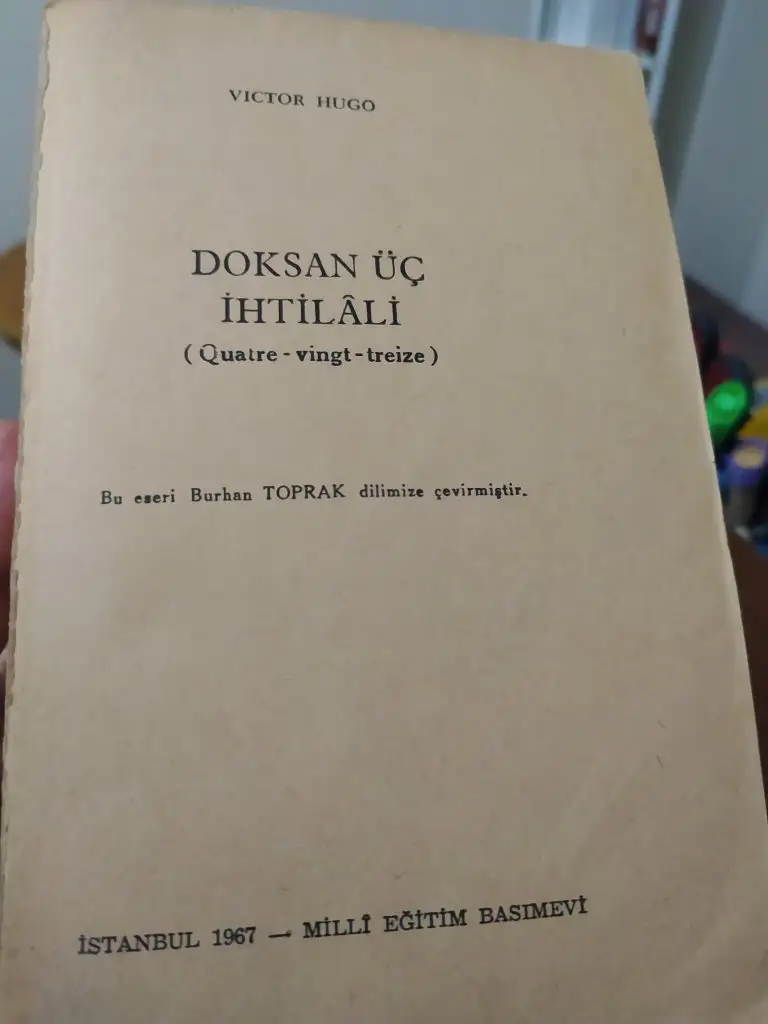 VICTOR HUGO
DOKSAN ÜÇ
İHTİLÂLİ
( Quatre - vingt - treize )
Bu eseri Burhan TOPRAK dilimize çevirmiştir.
İSTANBUL 1967 — MİLLÎ EĞİTİM BASIMEVİ